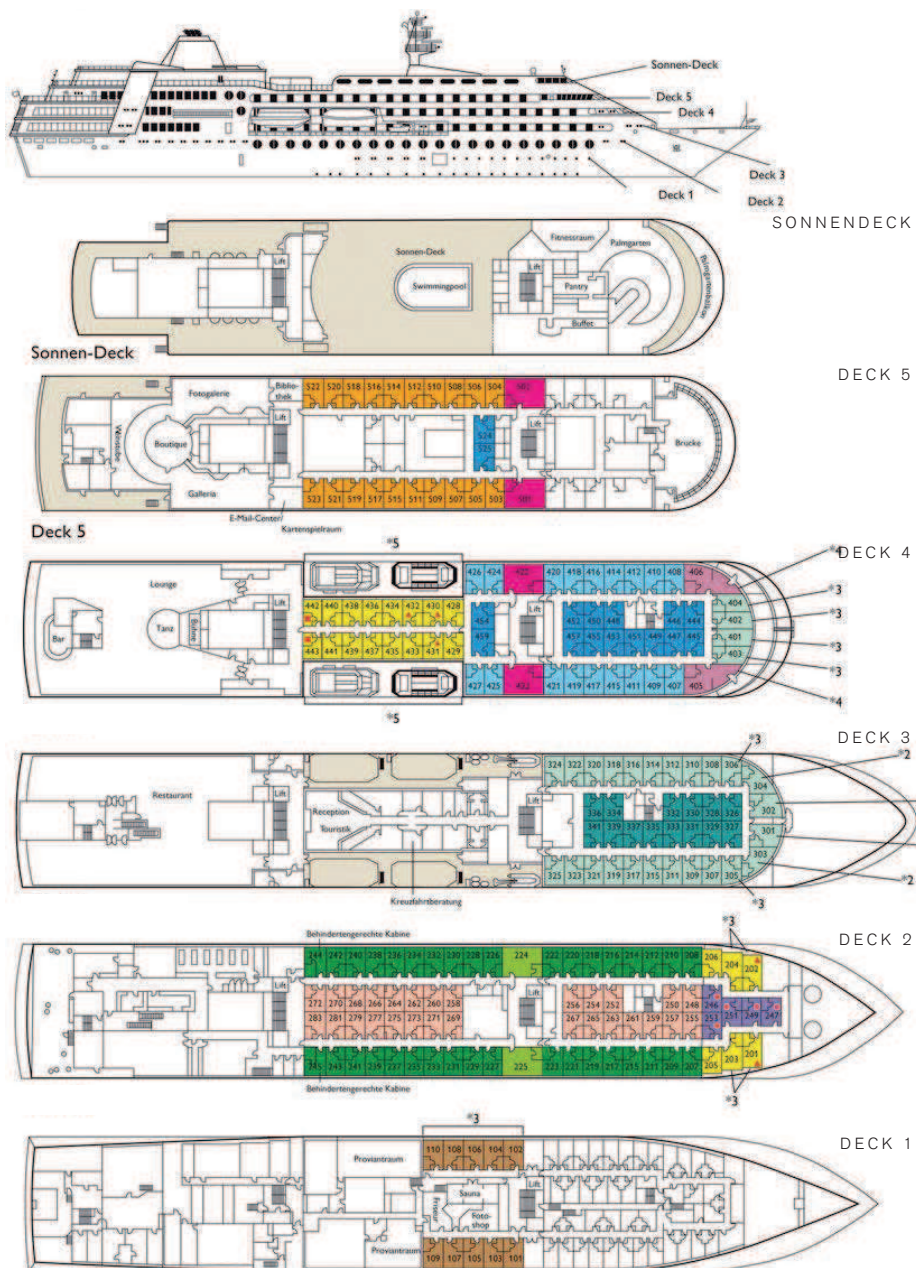 Sonnen-Deck
Deck 5
Deck 4
Deck 3
Deck 1
Deck 2
SONNENDECK
Fitnessraum
Palmgarten
Sonnen-Deck
Lift
Lift
Swimmingpool
Pantry
Palmgartenbalkon
Buffet
Sonnen-Deck
DECK 5
Fotogalerie
Biblio-
thek
522 520 518 516 514 512 510 508 506 504 502
Lift
Weinstube
Boutique
524
525
Lift
Brücke
Galleria
523 521 519 517 515 511 509 507 505 503 501
E-Mail-Center/
Kartenspielraum
Deck 5
*5
DECK 4
*4
Lounge
426 424 422 420 418 416 414 412 410 408 406
*3
404
442 440 438 436 434 432 430 428
454
Lift
452 450 448 446 444
402
*3
Bar
Tanz
Bühne
443 441 439 437 435 433 431 429
459
457 455 453 451 449 447 445
401
*3
403
*3
427 425 422 421 419 417 415 411 409 407 405
*4
*5
DECK 3
*3
*2
324 322 320 318 316 314 312 310 308 306
304
Restaurant
Lift
Reception
Touristik
Lift
336 334 332 330 328 326
302
341 339 337 335 333 331 329 327
301
303
325 323 321 319 317 315 311 309 307 305
*2
*3
Kreuzfahrtberatung
DECK 2
*3
Behindertengerechte Kabine
244 242 240 238 236 234 232 230 228 226 224 222 220 218 216 214 212 210 208 206 204 202
Lift
272 270 268 266 264 262 260 258
Lift
256 254 252 250 248 246
283 281 279 277 275 273 271 269
267 265 263 261 259 257 255 253 251 249 247
245 243 241 239 237 235 233 231 229 227 225 223 221 219 217 215 211 209 207 205 203 201
Behindertengerechte Kabine
*3
*3
DECK 1
110 108 106 104 102
Proviantraum
Lift
Sauna
Lift
Friseur
Foto-
shop
Proviantraum
109 107 105 103 101